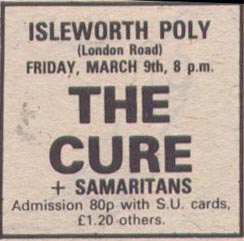 ISLEWORTH POLY
(London Road)
FRIDAY, MARCH 9th, 8 p.m.
THE
CURE
+ SAMARITANS
Admission 80p with S.U. cards,
£1.20 others.